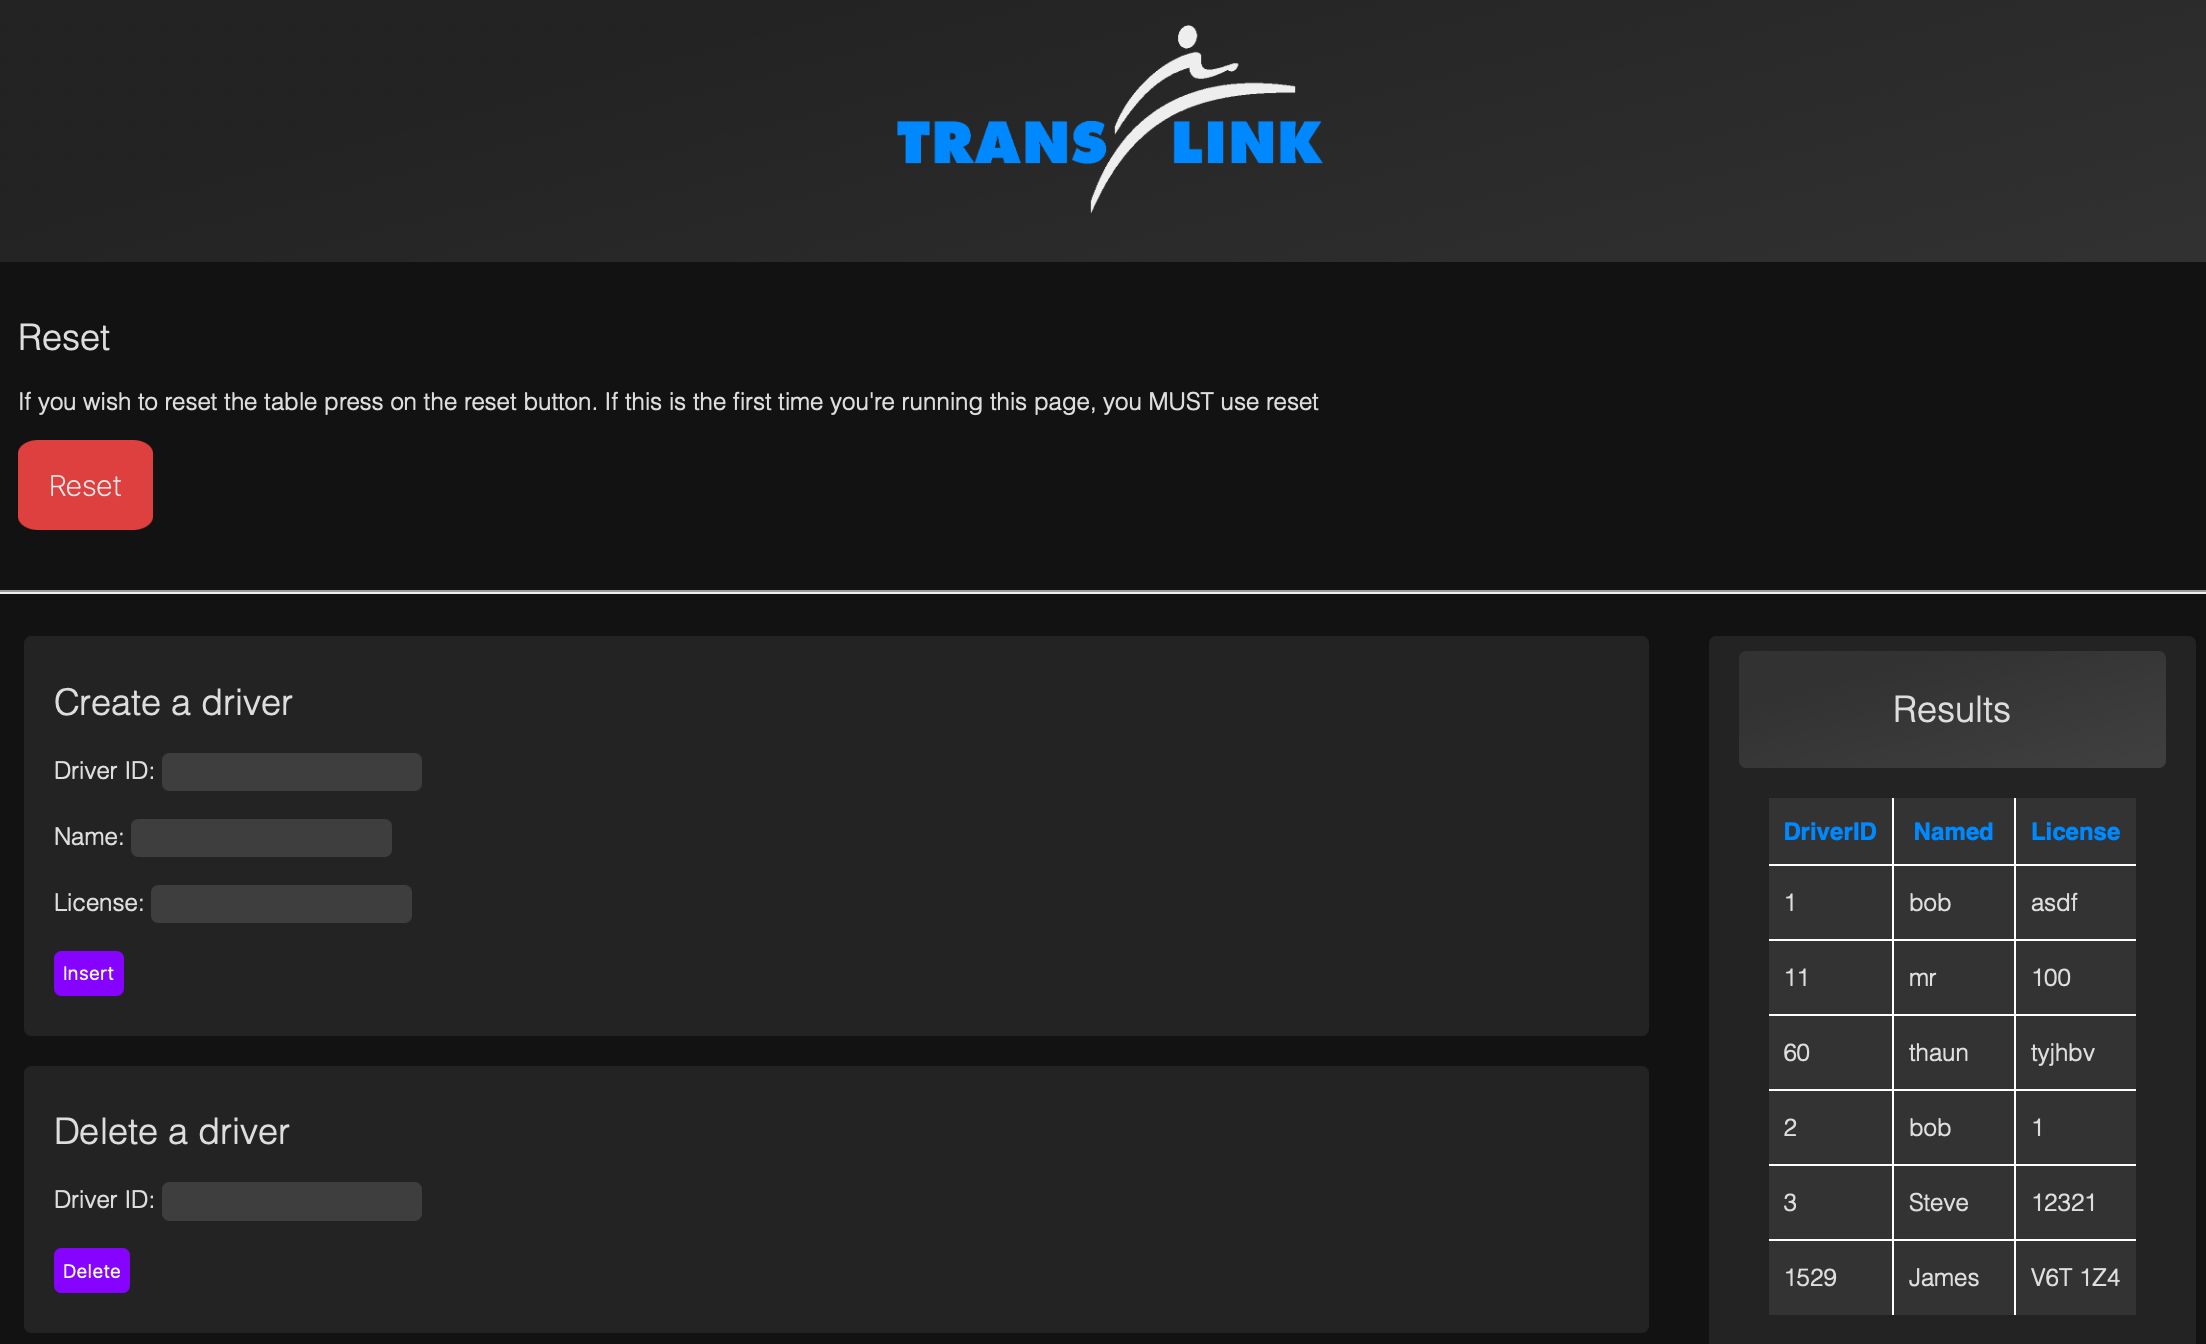 TRANS LINK
Reset
If you wish to reset the table press on the reset button. If this is the first time you're running this page, you MUST use reset
Reset
Create a driver
Driver ID:
Name:
License:
Insert
Delete a driver
Driver ID:
Delete
Results
DriverID Named License
1 bob asdf
11 mr 100
60 thaun tyjhbv
2 bob 1
3 Steve 12321
1529 James V6T 1Z4